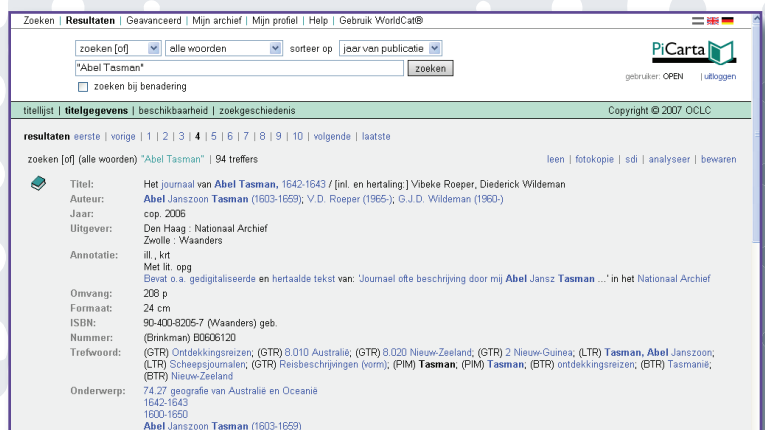 Zoeken | Resultaten | Geavanceerd | Mijn archief | Mijn profiel | Help | Gebruik WorldCat®
zoeken [of] alle woorden sorteer op jaar van publicatie
PiCarta
"Abel Tasman" zoeken
gebruiker: OPEN | uitloggen
zoeken bij benadering
titellijst | titelgegevens | beschikbaarheid | zoekgeschiedenis Copyright © 2007 OCLC
resultaten eerste | vorige | 1 | 2 | 3 | 4 | 5 | 6 | 7 | 8 | 9 | 10 | volgende | laatste
zoeken [of] (alle woorden) "Abel Tasman" | 94 treffers leen | fotokopie | sdi | analyseer | bewaren
Titel: Het journaal van Abel Tasman, 1642-1643 / [inl. en hertaling:] Vibeke Roeper, Diederick Wildeman
Auteur: Abel Janszoon Tasman (1603-1659); V.D. Roeper (1965-); G.J.D. Wildeman (1960-)
Jaar: cop. 2006
Uitgever: Den Haag : Nationaal Archief
Zwolle : Waanders
Annotatie: ill., krt
Met lit. opg
Bevat o.a. gedigitaliseerde en hertaalde tekst van: 'Journael ofte beschrijving door mij Abel Jansz Tasman ...' in het Nationaal Archief
Omvang: 208 p
Formaat: 24 cm
ISBN: 90-400-8205-7 (Waanders) geb.
Nummer: (Brinkman) B0606120
Trefwoord: (GTR) Ontdekkingsreizen; (GTR) 8.010 Australië; (GTR) 8.020 Nieuw-Zeeland; (GTR) 2 Nieuw-Guinea; (LTR) Tasman, Abel Janszoon;
(LTR) Scheepsjournalen; (GTR) Reisbeschrijvingen (vorm); (PIM) Tasman; (PIM) Tasman; (BTR) ontdekkingsreizen; (BTR) Tasmanië;
(BTR) Nieuw-Zeeland
Onderwerp: 74.27 geografie van Australië en Oceanië
1642-1643
1600-1650
Abel Janszoon Tasman (1603-1659)